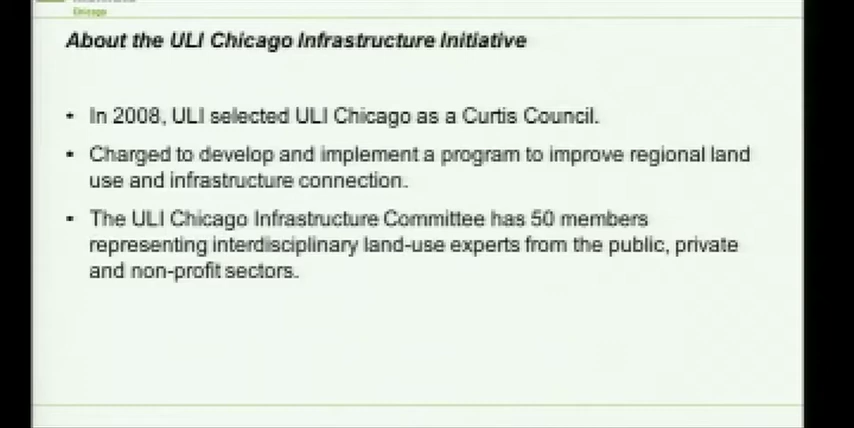 Chicago
About the ULI Chicago Infrastructure Initiative
• In 2008, ULI selected ULI Chicago as a Curtis Council.
• Charged to develop and implement a program to improve regional land
use and infrastructure connection.
• The ULI Chicago Infrastructure Committee has 50 members
representing interdisciplinary land-use experts from the public, private
and non-profit sectors.